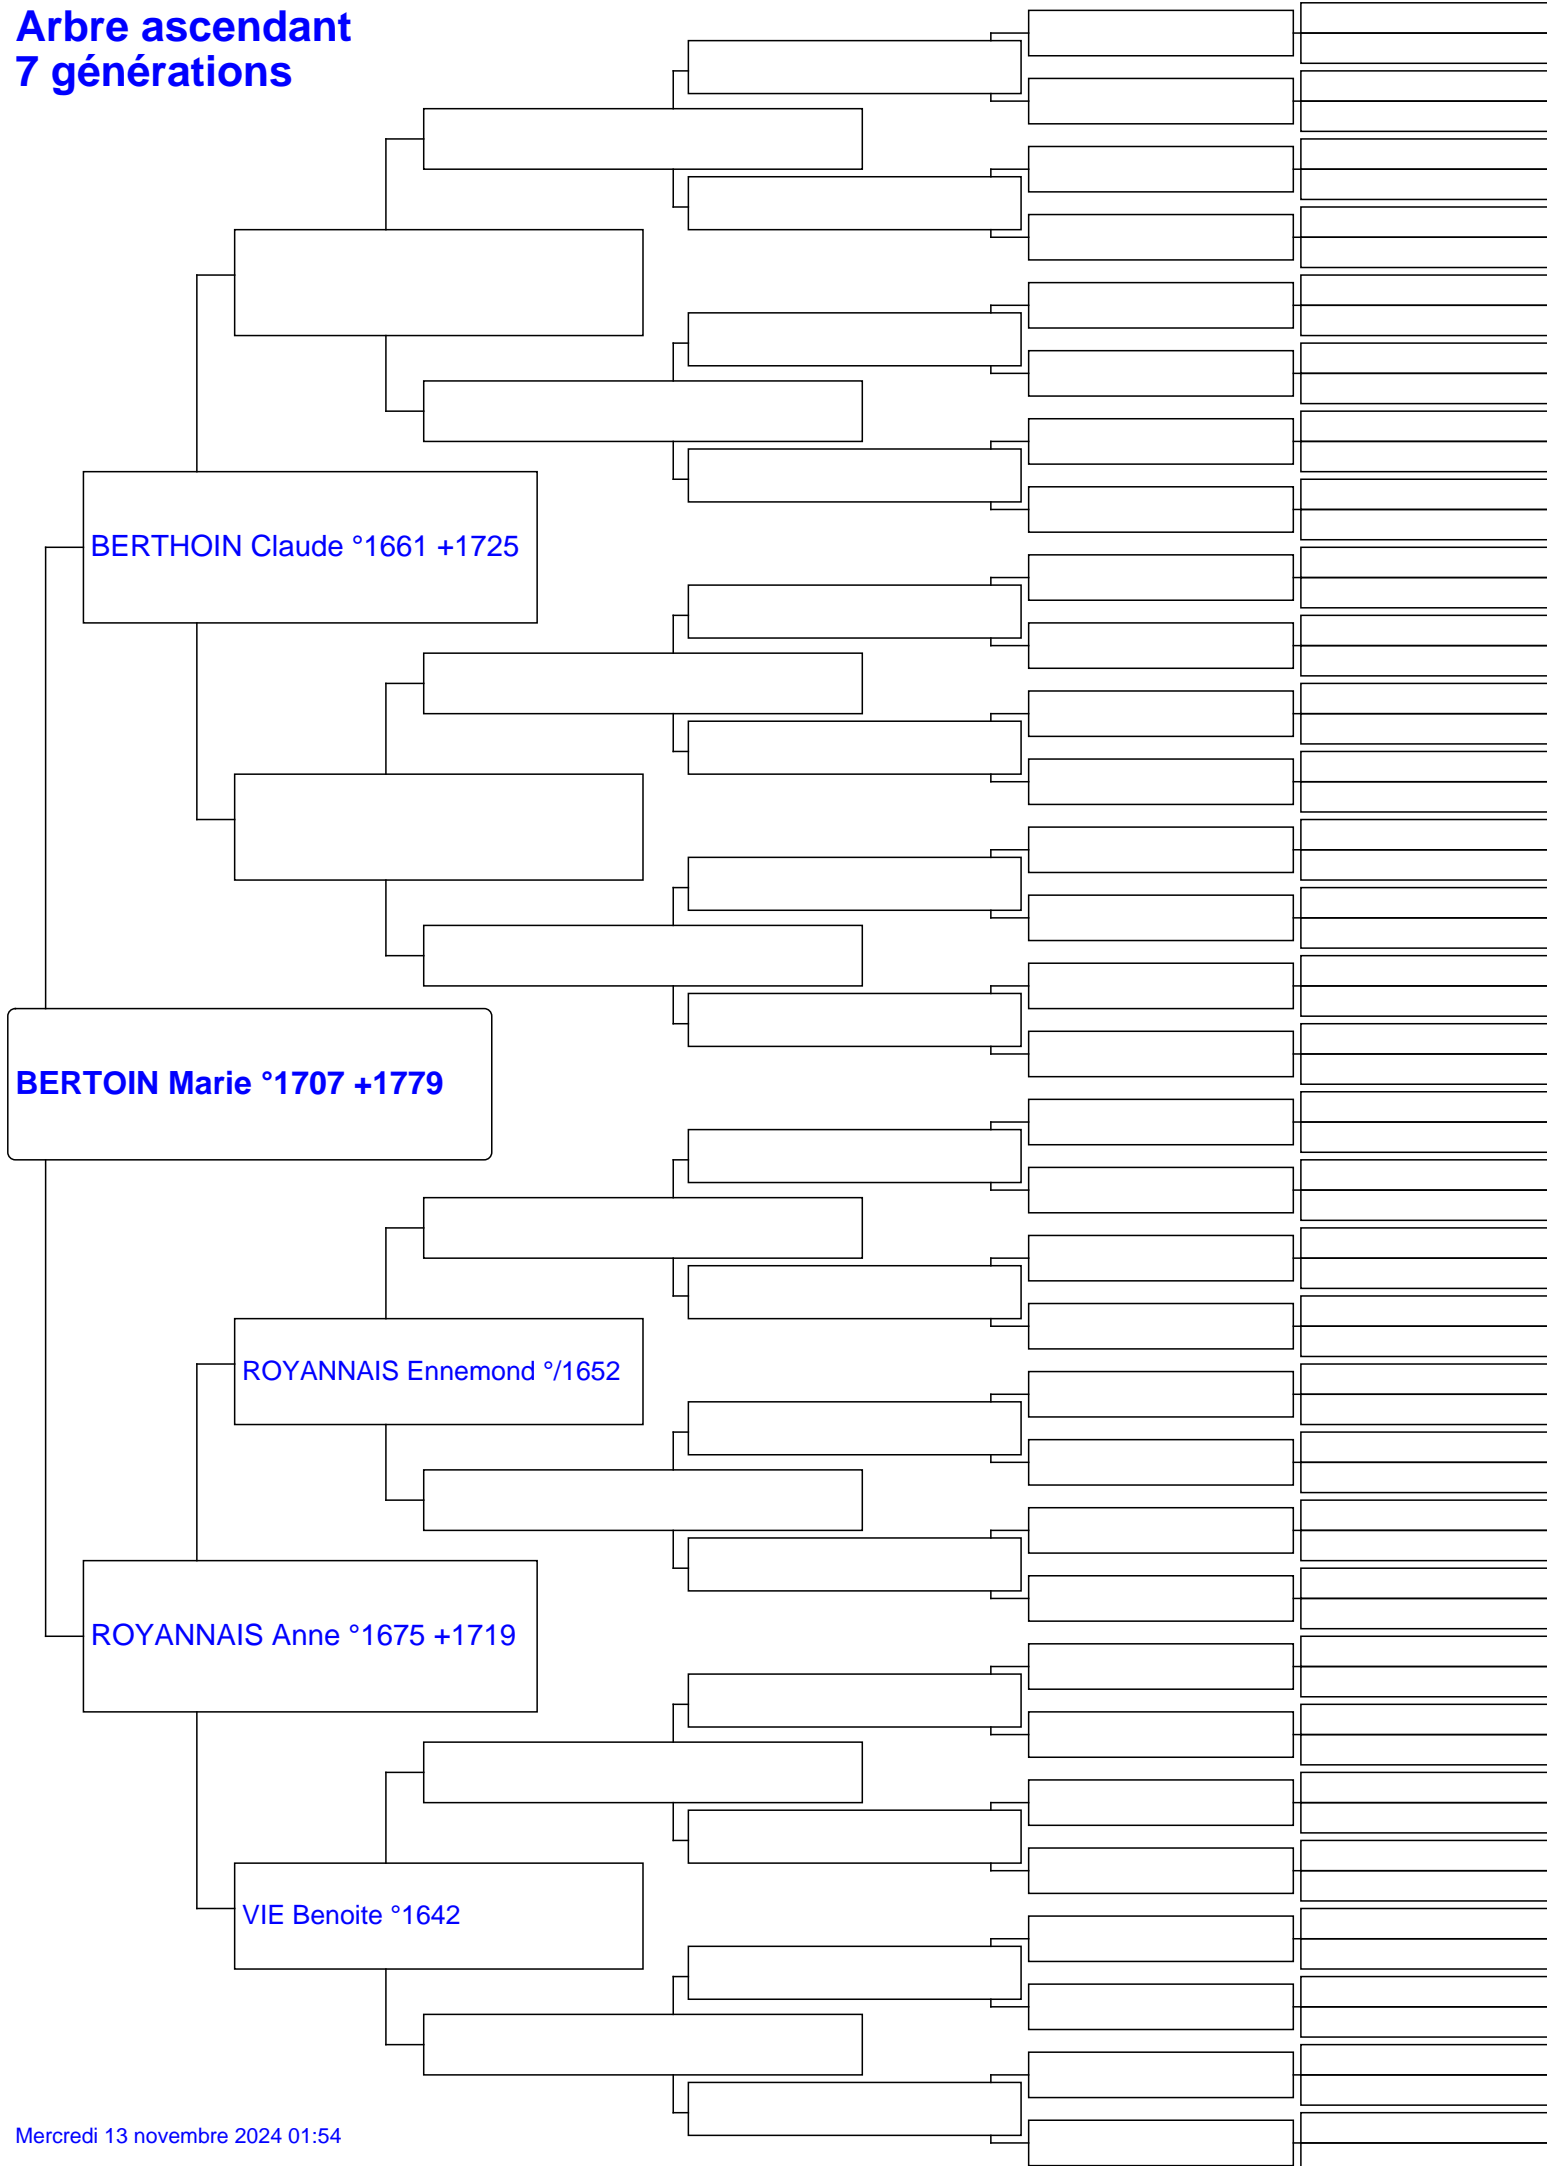 Arbre ascendant
7 générations
BERTHOIN Claude °1661 +1725
BERTOIN Marie °1707 +1779
ROYANNAIS Ennemond °/1652
ROYANNAIS Anne °1675 +1719
VIE Benoite °1642
Mercredi 13 novembre 2024 01:54